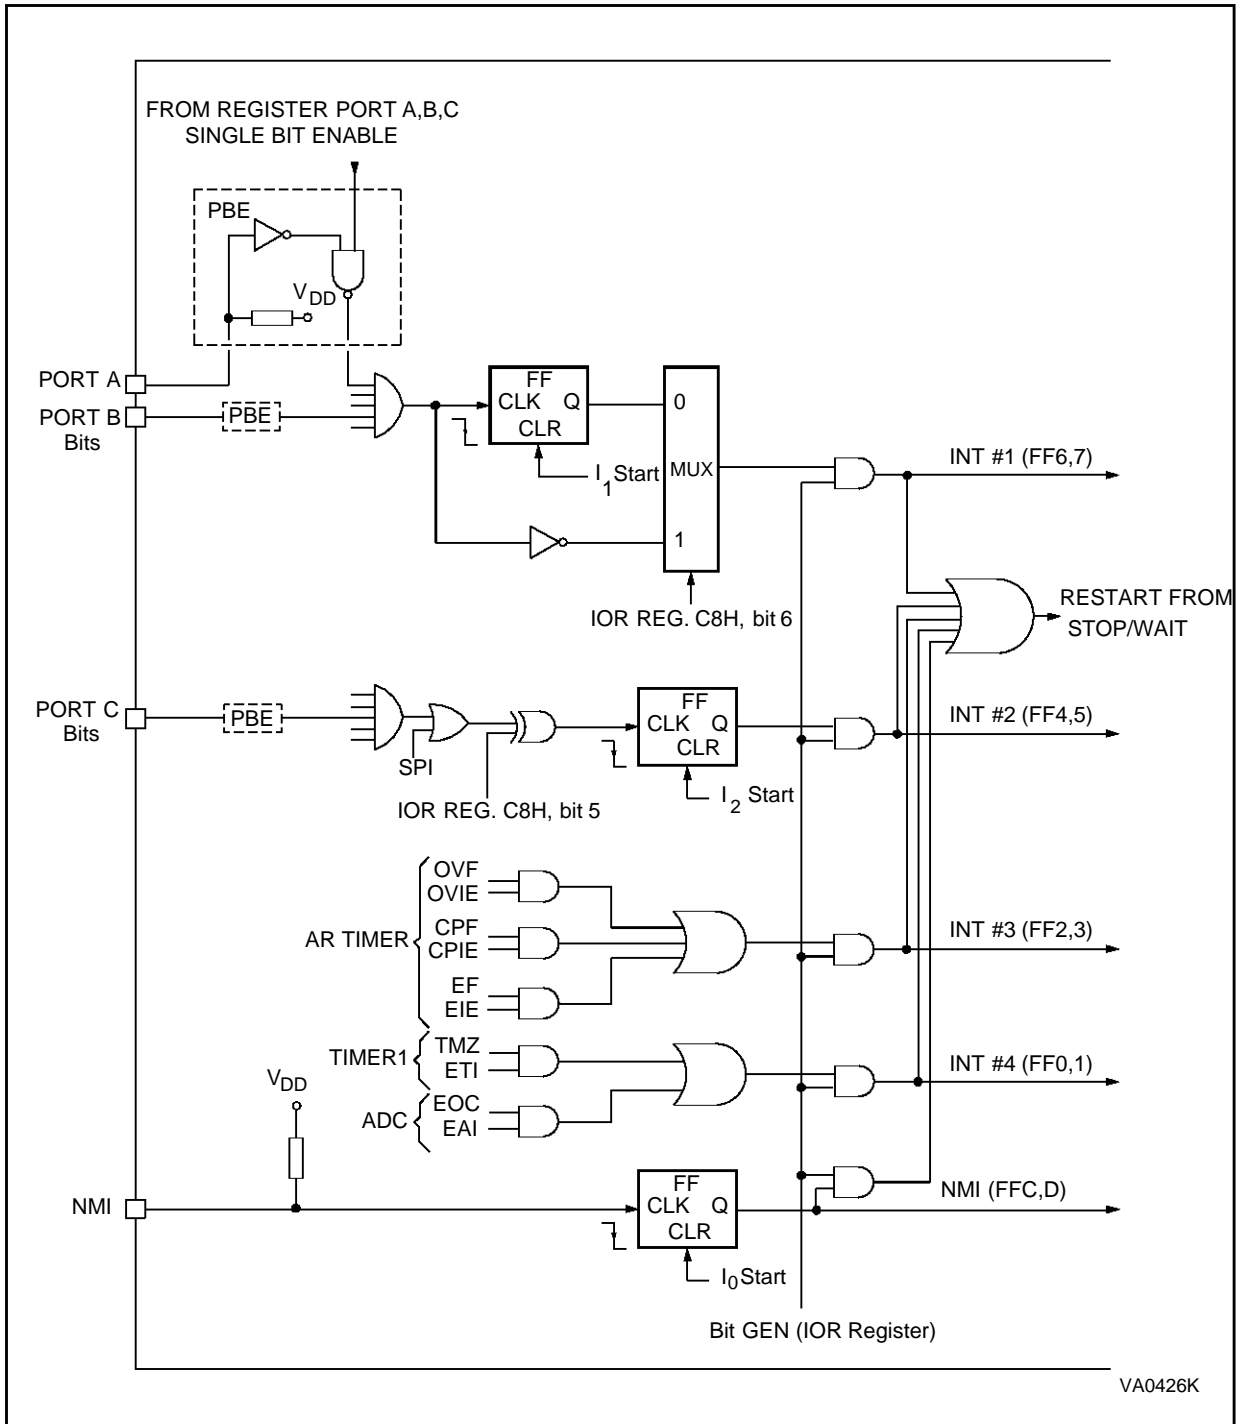 FROM REGISTER PORT A,B,C
SINGLE BIT ENABLE
PBE
VDD
PORT A
PORT B
Bits
PBE
FF
CLK Q
CLR
I1 Start
0
MUX
1
IOR REG. C8H, bit 6
INT #1 (FF6,7)
RESTART FROM
STOP/WAIT
PORT C
Bits
PBE
SPI
IOR REG. C8H, bit 5
FF
CLK Q
CLR
I2 Start
INT #2 (FF4,5)
AR TIMER
OVF
OVIE
CPF
CPIE
EF
EIE
INT #3 (FF2,3)
TIMER1
TMZ
ETI
ADC
EOC
EAI
INT #4 (FF0,1)
VDD
NMI
FF
CLK Q
CLR
I0 Start
NMI (FFC,D)
Bit GEN (IOR Register)
VA0426K